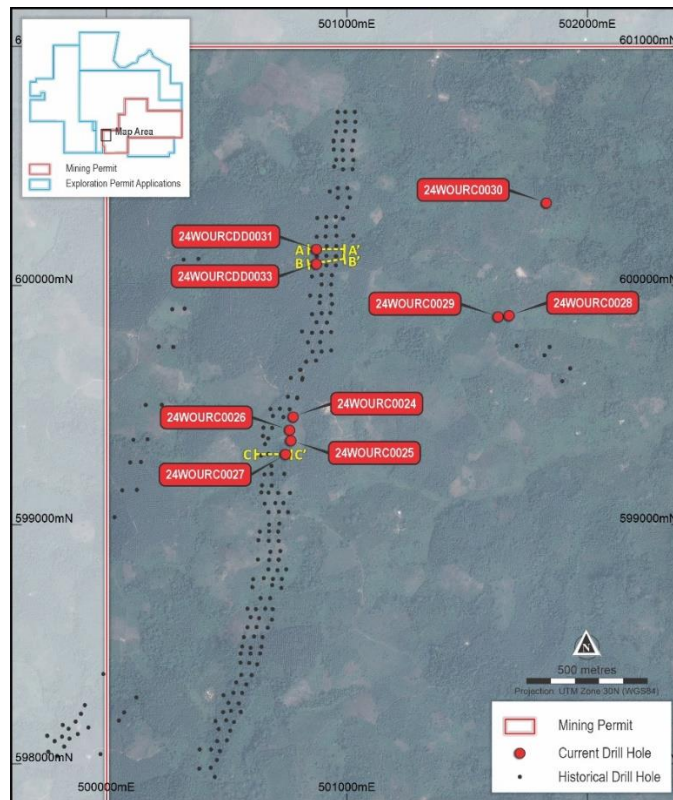 501000mE
502000mE
601000mN
601000mN
Map Area
Mining Permit
Exploration Permit Applications
24WOURC0030
24WOURCDD0031
A A'
B B'
24WOURCDD0033
600000mN
600000mN
24WOURC0029
24WOURC0028
24WOURC0024
24WOURC0026
24WOURC0025
C C'
24WOURC0027
599000mN
599000mN
N
500 metres
Projection: UTM Zone 30N (WGS84)
Mining Permit
Current Drill Hole
Historical Drill Hole
598000mN
500000mE
501000mE